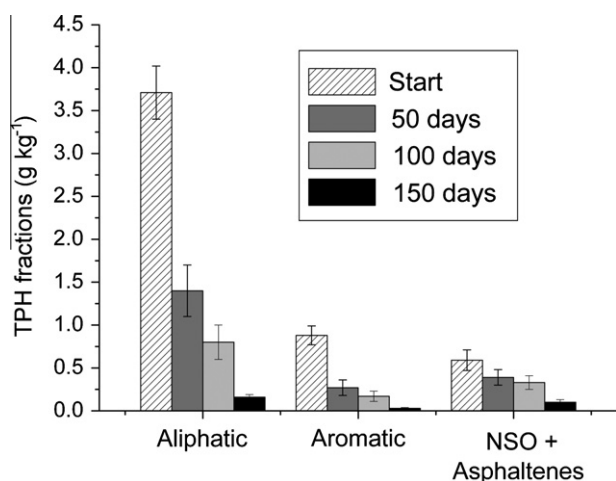 TPH fractions (g kg⁻¹)
4.5
4.0
3.5
3.0
2.5
2.0
1.5
1.0
0.5
0.0
Start
50 days
100 days
150 days
Aliphatic
Aromatic
NSO +
Asphaltenes